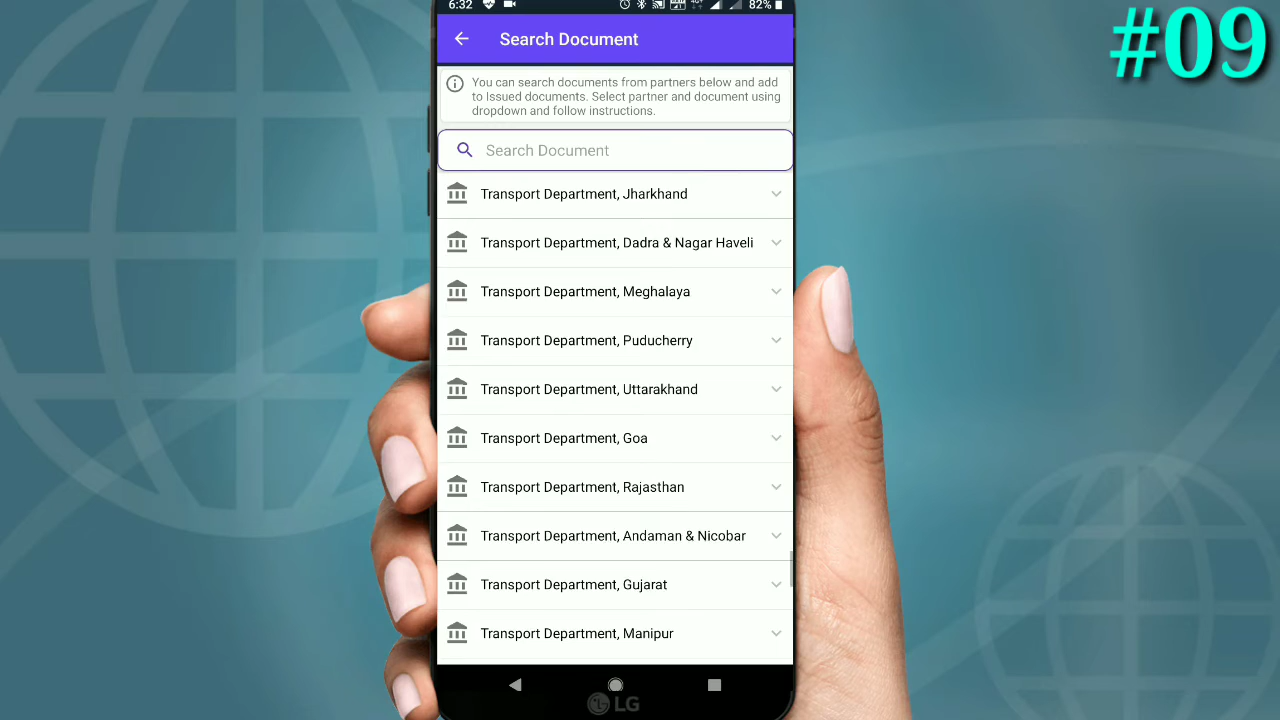 #09
6:32
82%
Search Document
You can search documents from partners below and add
to Issued documents. Select partner and document using
dropdown and follow instructions.
Search Document
Transport Department, Jharkhand
Transport Department, Dadra & Nagar Haveli
Transport Department, Meghalaya
Transport Department, Puducherry
Transport Department, Uttarakhand
Transport Department, Goa
Transport Department, Rajasthan
Transport Department, Andaman & Nicobar
Transport Department, Gujarat
Transport Department, Manipur
LG